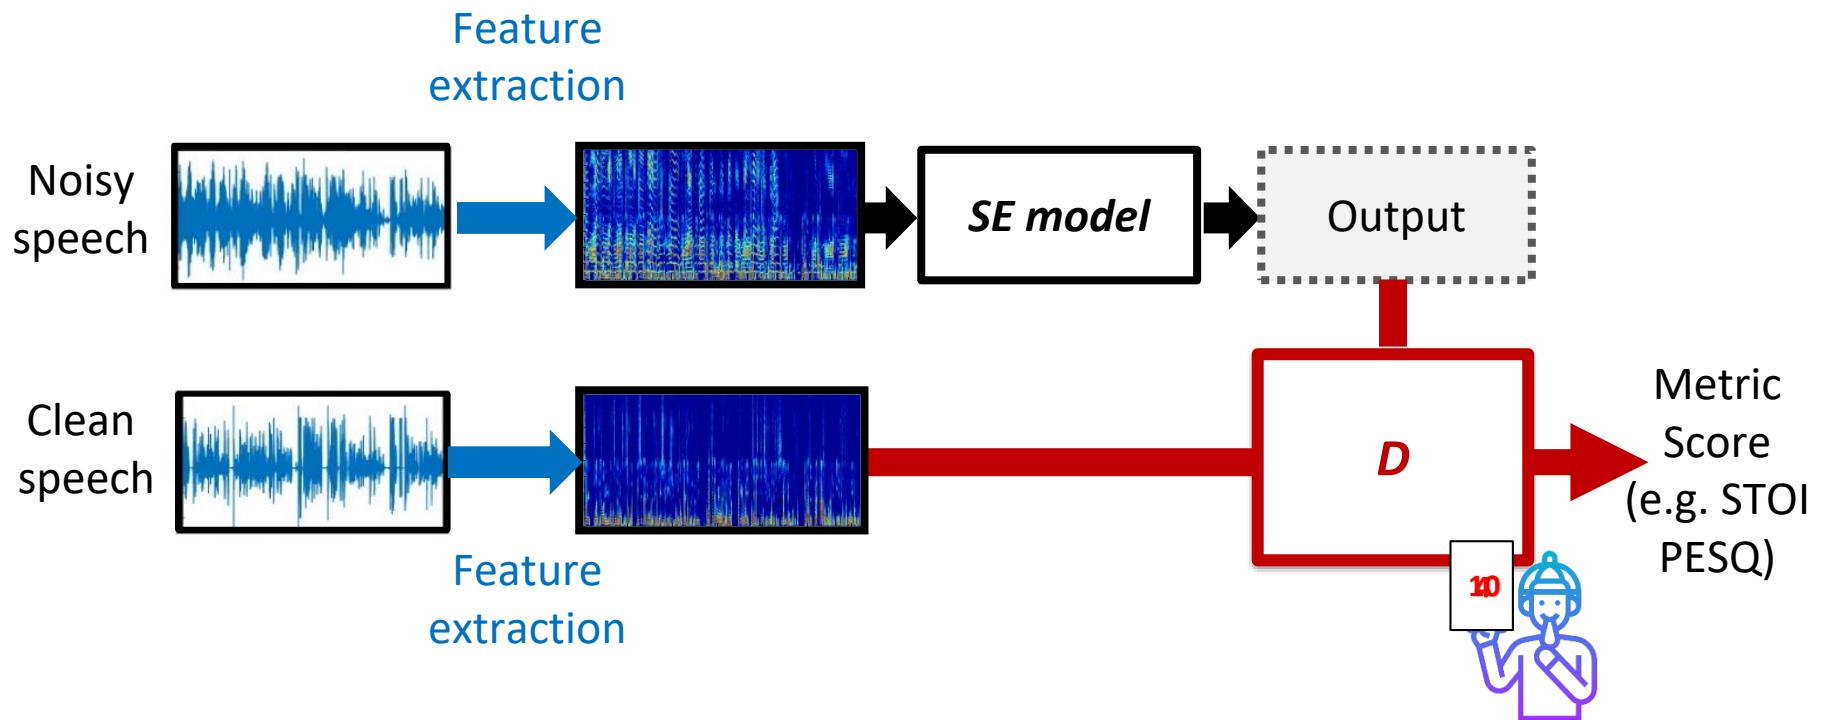 Feature
extraction
Noisy
speech
SE model
Output
Clean
speech
D
Metric
Score
(e.g. STOI
PESQ)
Feature
extraction